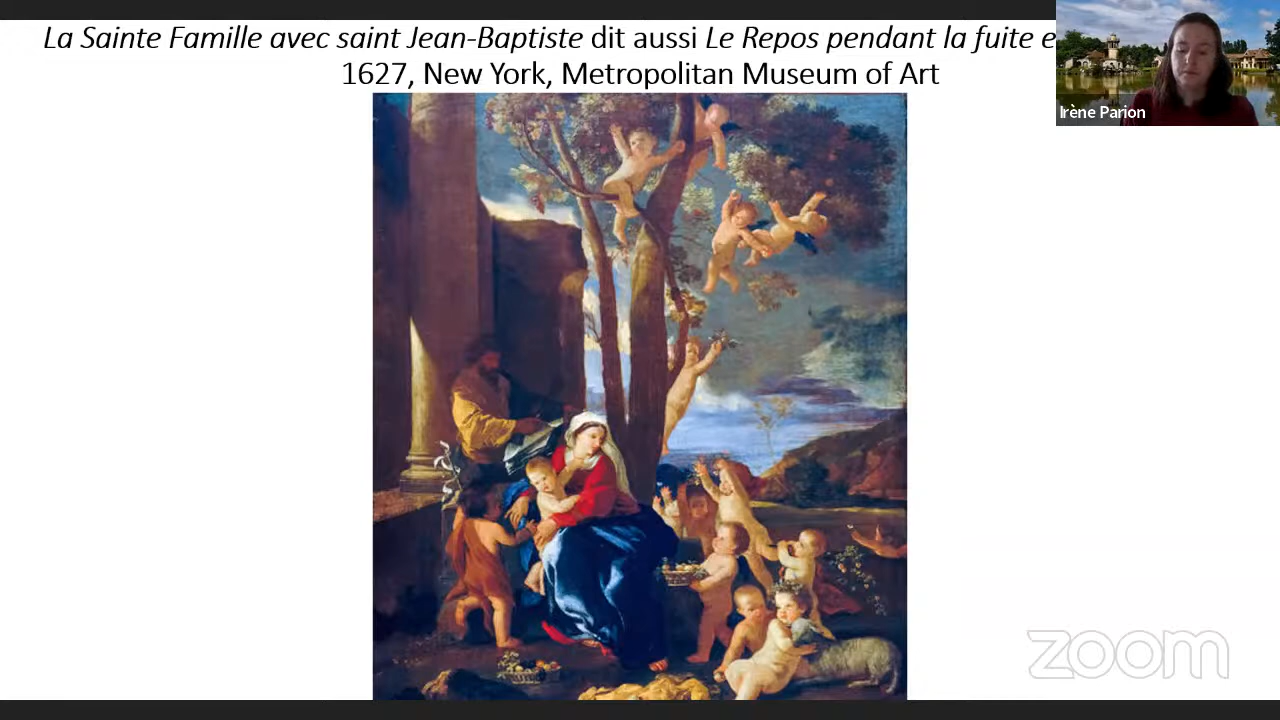 La Sainte Famille avec saint Jean-Baptiste dit aussi Le Repos pendant la fuite e
1627, New York, Metropolitan Museum of Art
Irène Parion
zoom